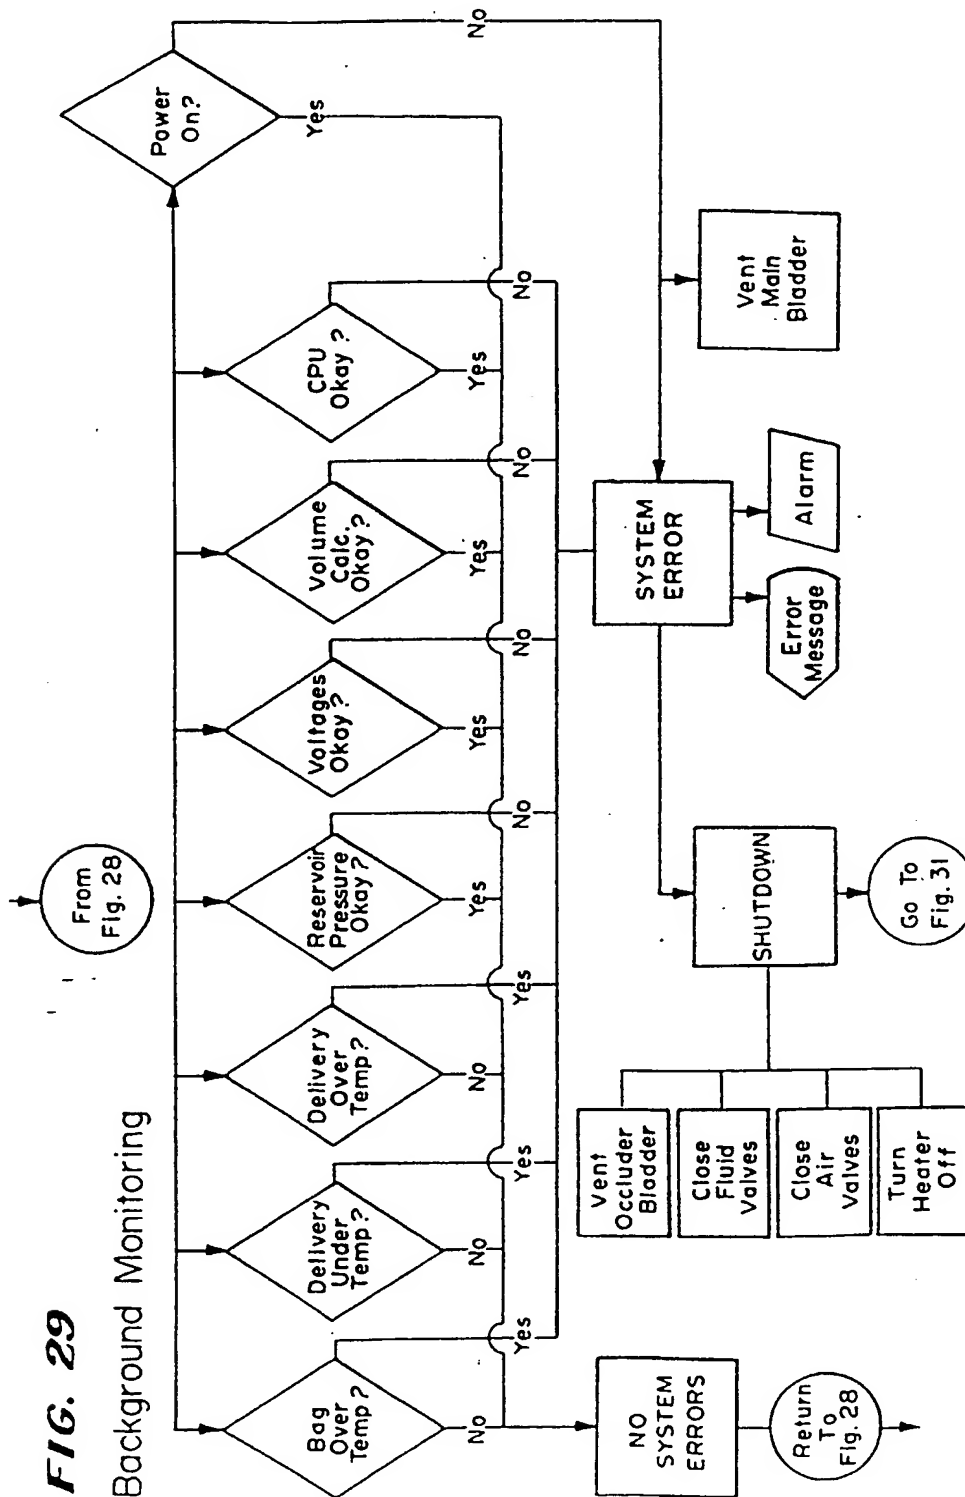 FIG. 29
Background Monitoring
From
Fig. 28
Bag
Over
Temp?
No
Yes
Delivery
Under
Temp?
No
Yes
Delivery
Over
Temp?
No
Yes
Reservoir
Pressure
Okay?
Yes
No
Voltages
Okay?
Yes
No
Volume
Calc.
Okay?
Yes
No
CPU
Okay?
Yes
No
Power
On?
Yes
No
NO
SYSTEM
ERRORS
Return
To
Fig. 28
SYSTEM
ERROR
Error
Message
Alarm
Vent
Main
Bladder
SHUTDOWN
Go To
Fig. 31
Vent
Occluder
Bladder
Close
Fluid
Valves
Close
Air
Valves
Turn
Heater
Off